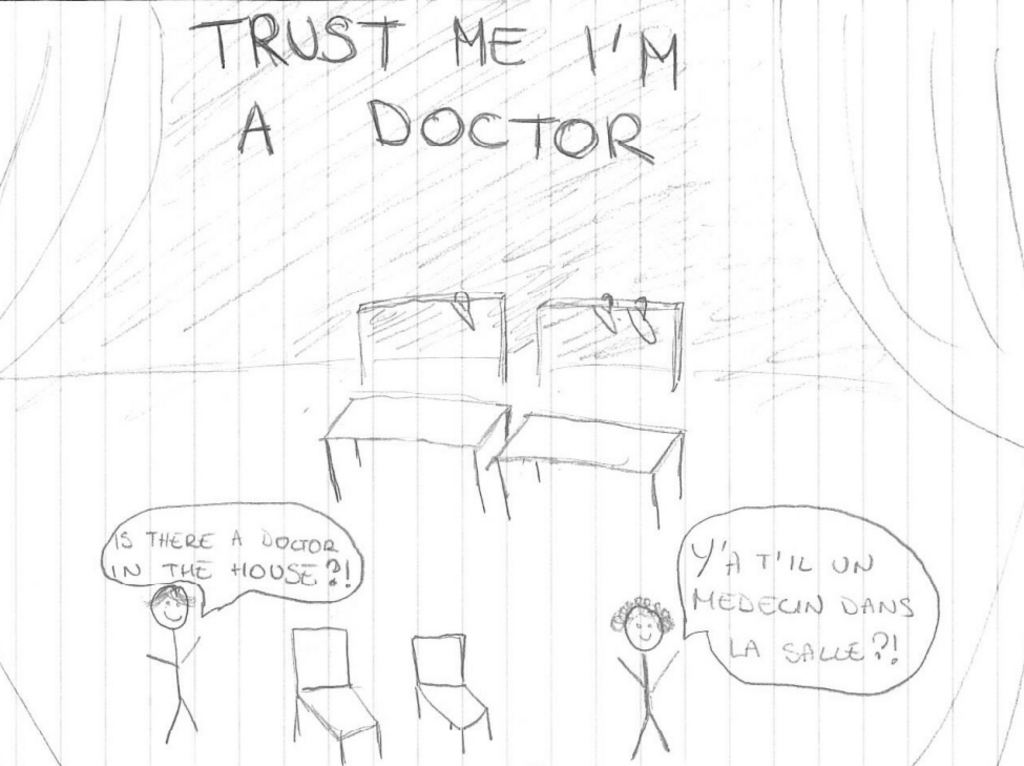 TRUST ME I'M
A DOCTOR
IS THERE A DOCTOR
IN THE HOUSE?!
Y'A T'IL UN
MEDECIN DANS
LA SALLE?!